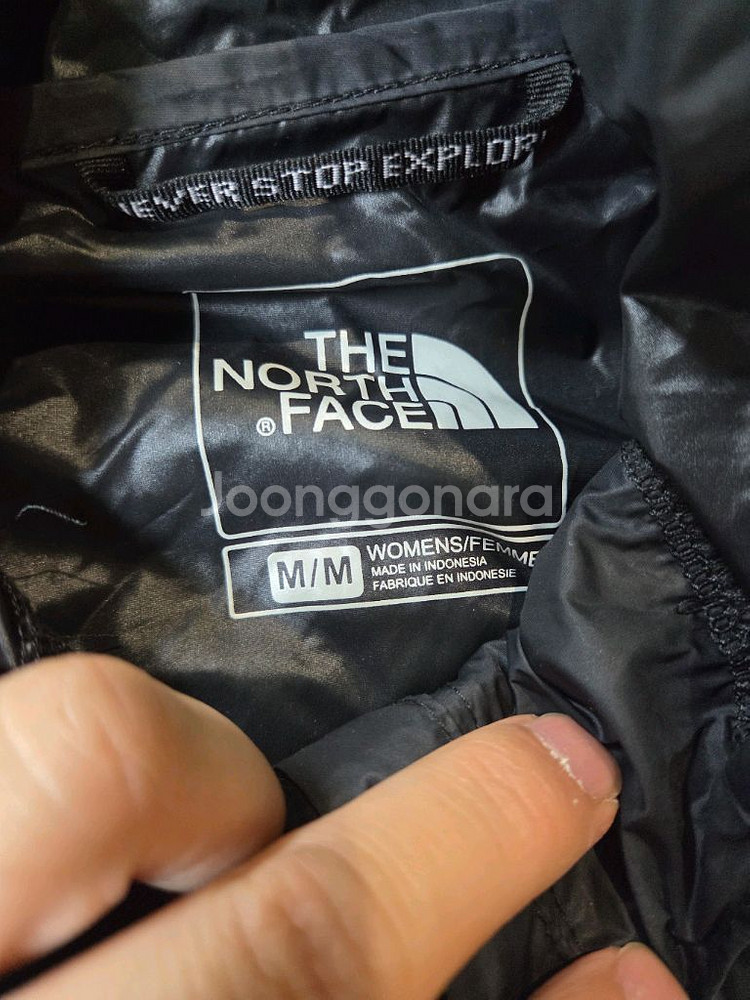 NEVER STOP EXPLOR
THE
NORTH
FACE
®
Joonggonara
M/M
WOMENS/FEMME
MADE IN INDONESIA
FABRIQUE EN INDONESIE